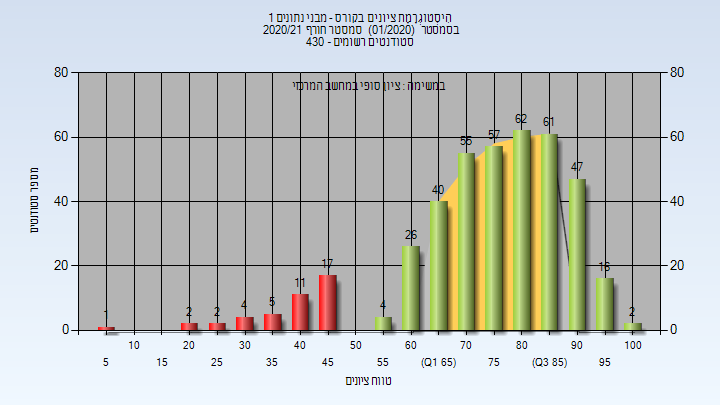 היסטוגרמת ציונים בקורס - מבני נתונים 1
בסמסטר (01/2020) סמסטר חורף 2020/21
סטודנטים רשומים - 430
במשימה : ציון סופי במחשב המרכזי
80 80
60 60
40 40
20 20
0 0
מספר סטודנטים
1 2 2 4 5 11 17 4 26 40 55 57 62 61 47 16 2
10 20 30 40 50 60 70 80 90 100
5 15 25 35 45 55 (Q1 65) 75 (Q3 85) 95
טווח ציונים